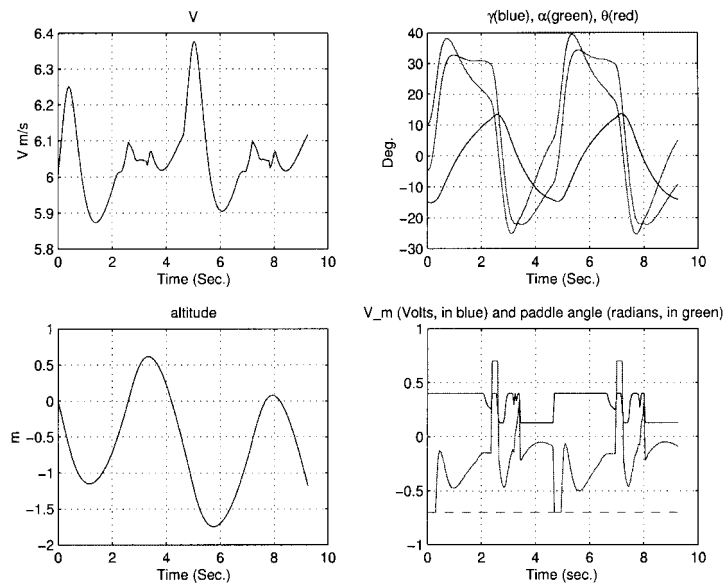 V
6.4
6.3
6.2
6.1
6
5.9
5.8
V m/s
0 2 4 6 8 10
Time (Sec.)
γ(blue), α(green), θ(red)
40
30
20
10
0
-10
-20
-30
Deg.
0 2 4 6 8 10
Time (Sec.)
altitude
1
0.5
0
-0.5
-1
-1.5
-2
m
0 2 4 6 8 10
Time (Sec.)
V_m (Volts, in blue) and paddle angle (radians, in green)
1
0.5
0
-0.5
-1
0 2 4 6 8 10
Time (Sec.)